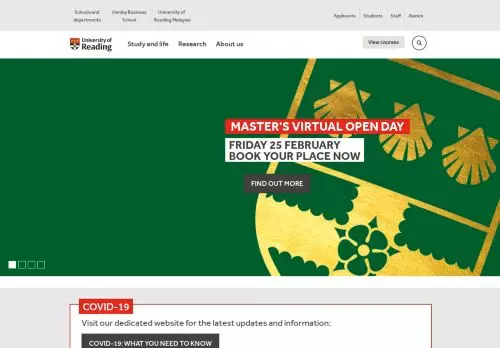 Schools and departments
Henley Business School
University of Reading Malaysia
Applicants
Students
Staff
Alumni
University of Reading
Study and life
Research
About us
View courses
MASTER'S VIRTUAL OPEN DAY
FRIDAY 25 FEBRUARY
BOOK YOUR PLACE NOW
FIND OUT MORE
COVID-19
Visit our dedicated website for the latest updates and information:
COVID-19: WHAT YOU NEED TO KNOW